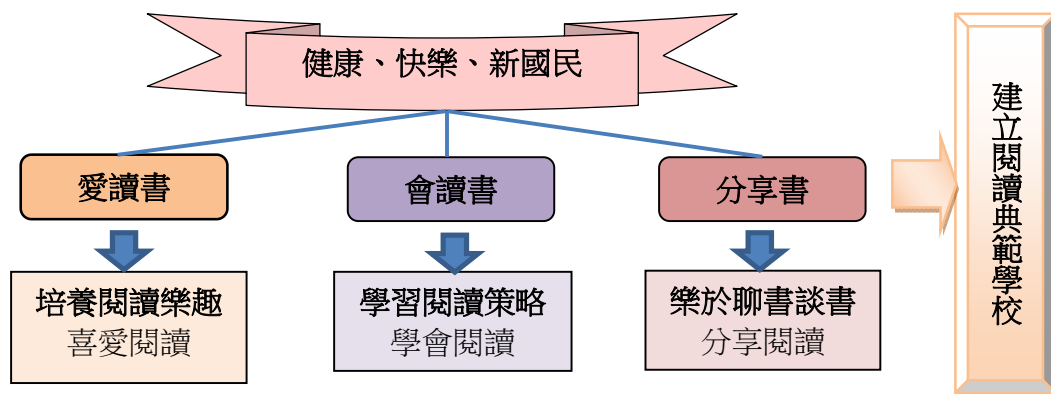 健康、快樂、新國民
愛讀書
會讀書
分享書
培養閱讀樂趣
喜愛閱讀
學習閱讀策略
學會閱讀
樂於聊書談書
分享閱讀
建立閱讀典範學校